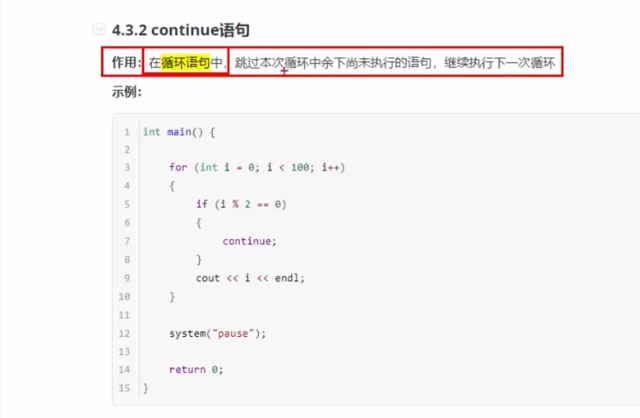 4.3.2 continue语句
作用：在循环语句中，跳过本次循环中余下尚未执行的语句，继续执行下一次循环
示例：
1 int main() {
2
3 for (int i = 0; i < 100; i++)
4 {
5 if (i % 2 == 0)
6 {
7 continue;
8 }
9 cout << i << endl;
10 }
11
12 system("pause");
13
14 return 0;
15 }